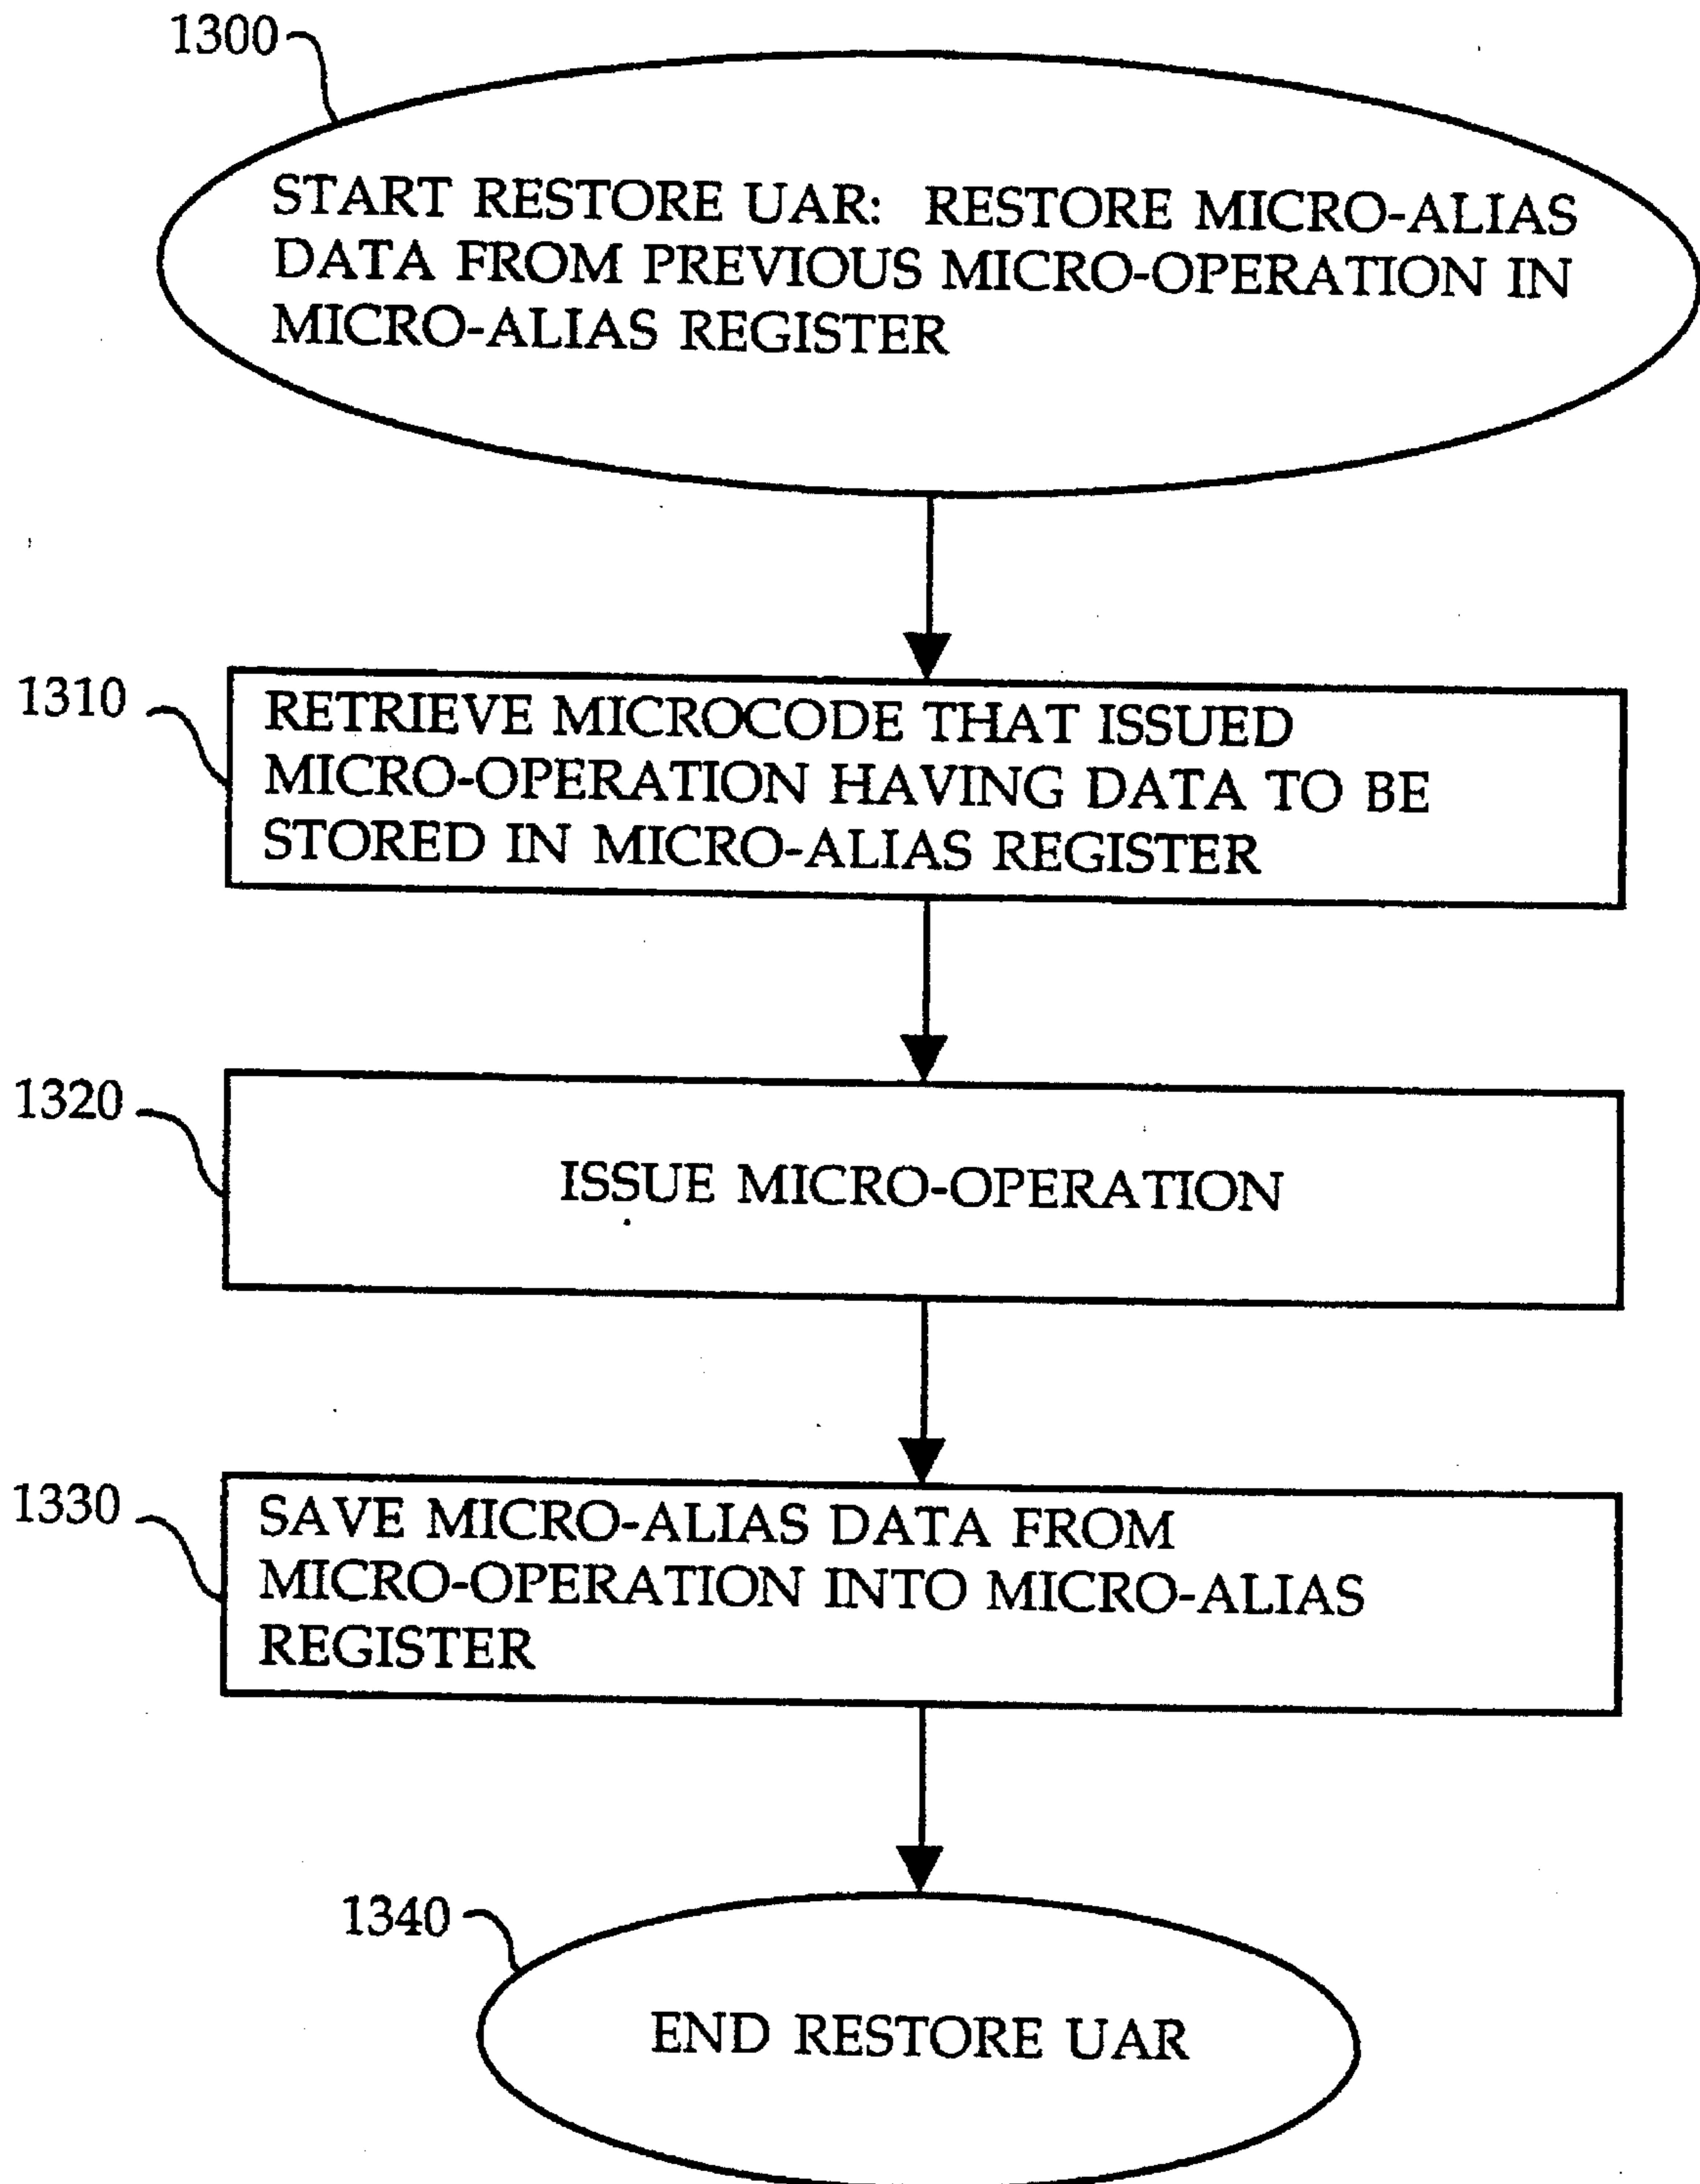 1300
START RESTORE UAR: RESTORE MICRO-ALIAS
DATA FROM PREVIOUS MICRO-OPERATION IN
MICRO-ALIAS REGISTER
1310
RETRIEVE MICROCODE THAT ISSUED
MICRO-OPERATION HAVING DATA TO BE
STORED IN MICRO-ALIAS REGISTER
1320
ISSUE MICRO-OPERATION
1330
SAVE MICRO-ALIAS DATA FROM
MICRO-OPERATION INTO MICRO-ALIAS
REGISTER
1340
END RESTORE UAR